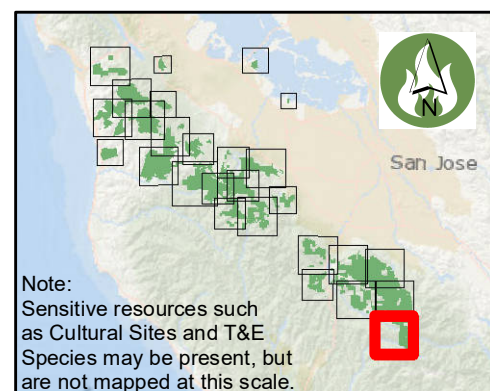 N
San Jose
Note:
Sensitive resources such
as Cultural Sites and T&E
Species may be present, but
are not mapped at this scale.